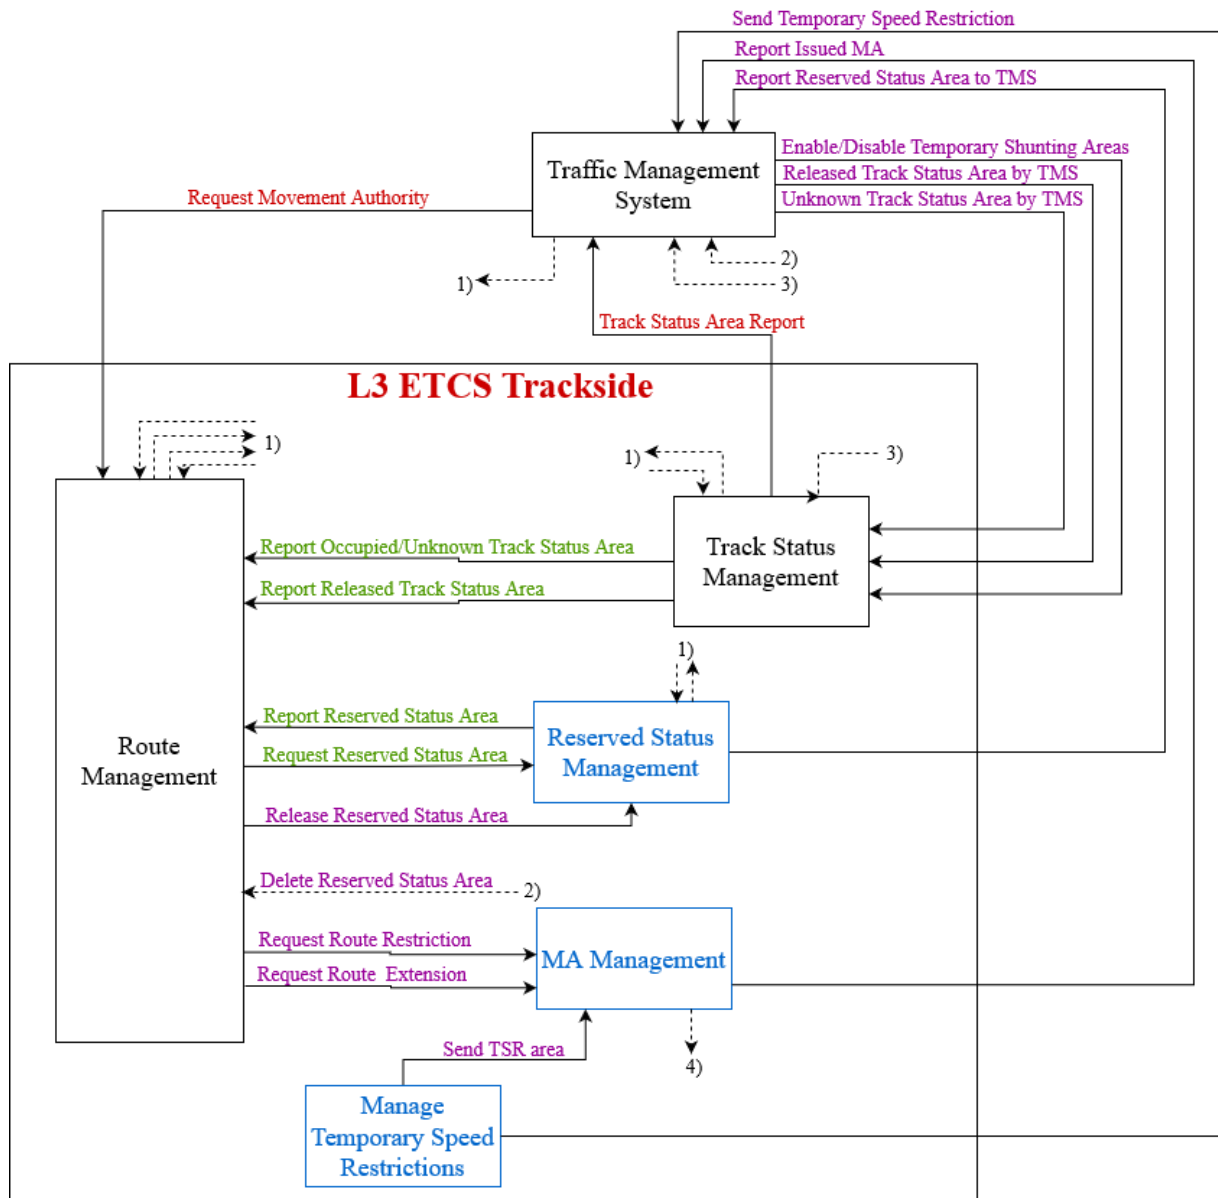 Send Temporary Speed Restriction
Report Issued MA
Report Reserved Status Area to TMS
Traffic Management
System
Enable/Disable Temporary Shunting Areas
Released Track Status Area by TMS
Unknown Track Status Area by TMS
Request Movement Authority
2)
1)
3)
Track Status Area Report
L3 ETCS Trackside
1)
1)
3)
Report Occupied/Unknown Track Status Area
Track Status
Management
Report Released Track Status Area
1)
Report Reserved Status Area
Request Reserved Status Area
Reserved Status
Management
Route
Management
Release Reserved Status Area
Delete Reserved Status Area
2)
Request Route Restriction
Request Route Extension
MA Management
Send TSR area
4)
Manage
Temporary Speed
Restrictions